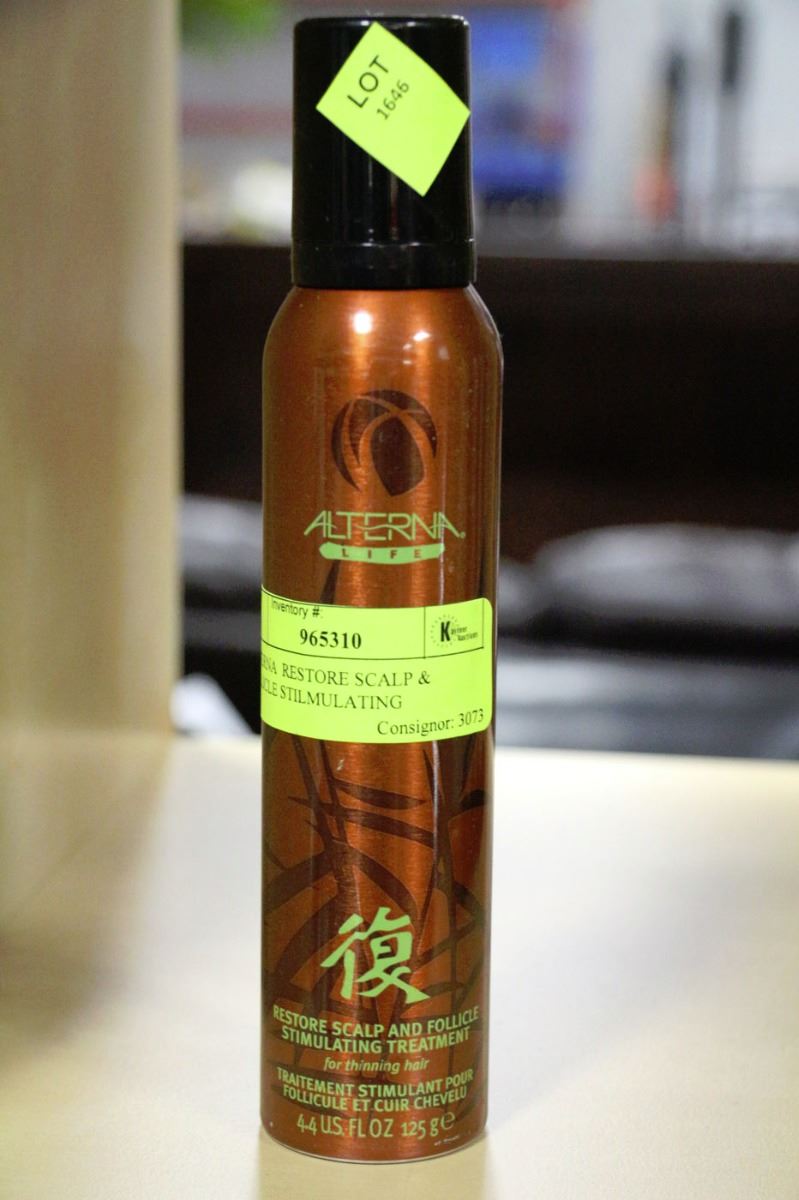 LOT
1646
ALTERNA®
LIFE
Inventory #:
965310
RNA RESTORE SCALP &
CLE STILMULATING
Consignor: 3073
復
RESTORE SCALP AND FOLLICLE
STIMULATING TREATMENT
for thinning hair
TRAITEMENT STIMULANT POUR
FOLLICULE ET CUIR CHEVELU
4.4 U.S. FL OZ 125 g e